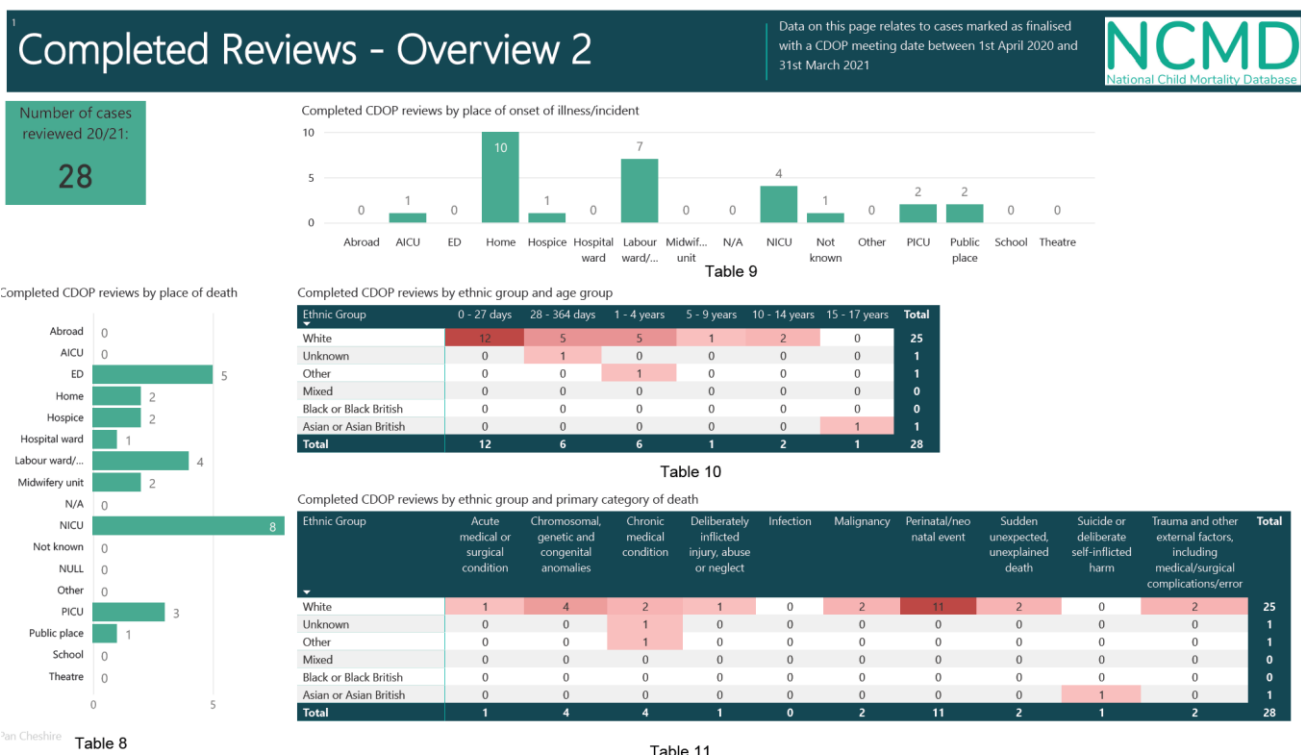 1
Completed Reviews - Overview 2
Data on this page relates to cases marked as finalised
with a CDOP meeting date between 1st April 2020 and
31st March 2021
NCMD
National Child Mortality Database
Number of cases
reviewed 20/21:
28
Completed CDOP reviews by place of onset of illness/incident
10
5
0
0 1 0 10 1 0 7 0 0 4 1 0 2 2 0 0
Abroad AICU ED Home Hospice Hospital Labour Midwif... N/A NICU Not Other PICU Public School Theatre
ward ward/... unit known place
Table 9
Completed CDOP reviews by place of death
Abroad 0
AICU 0
ED 5
Home 2
Hospice 2
Hospital ward 1
Labour ward/... 4
Midwifery unit 2
N/A 0
NICU 8
Not known 0
NULL 0
Other 0
PICU 3
Public place 1
School 0
Theatre 0
0 5
Pan Cheshire
Table 8
Completed CDOP reviews by ethnic group and age group
Ethnic Group 0 - 27 days 28 - 364 days 1 - 4 years 5 - 9 years 10 - 14 years 15 - 17 years Total
White 12 5 5 1 2 0 25
Unknown 0 1 0 0 0 0 1
Other 0 0 1 0 0 0 1
Mixed 0 0 0 0 0 0 0
Black or Black British 0 0 0 0 0 0 0
Asian or Asian British 0 0 0 0 0 1 1
Total 12 6 6 1 2 1 28
Table 10
Completed CDOP reviews by ethnic group and primary category of death
Ethnic Group Acute Chromosomal, Chronic Deliberately Infection Malignancy Perinatal/neo Sudden Suicide or Trauma and other Total
medical or genetic and medical inflicted natal event unexpected, deliberate external factors,
surgical congenital condition injury, abuse unexplained self-inflicted including
condition anomalies or neglect death harm medical/surgical
complications/error
White 1 4 2 1 0 2 11 2 0 2 25
Unknown 0 0 1 0 0 0 0 0 0 0 1
Other 0 0 1 0 0 0 0 0 0 0 1
Mixed 0 0 0 0 0 0 0 0 0 0 0
Black or Black British 0 0 0 0 0 0 0 0 0 0 0
Asian or Asian British 0 0 0 0 0 0 0 0 1 0 1
Total 1 4 4 1 0 2 11 2 1 2 28
Table 11